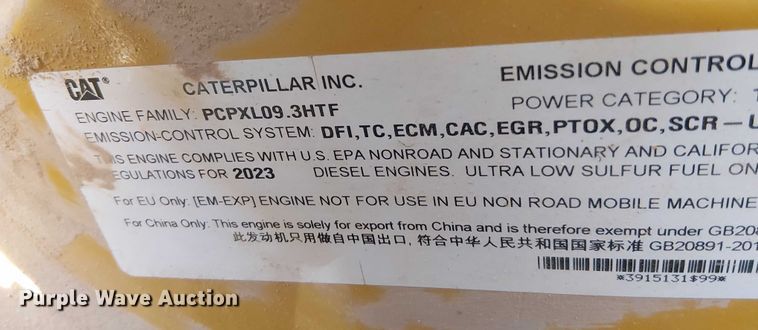 CAT® CATERPILLAR INC. EMISSION CONTROL
ENGINE FAMILY: PCPXL09.3HTF POWER CATEGORY:
EMISSION-CONTROL SYSTEM: DFI,TC,ECM,CAC,EGR,PTOX,OC,SCR–
THIS ENGINE COMPLIES WITH U.S. EPA NONROAD AND STATIONARY AND CALIFOR
REGULATIONS FOR 2023 DIESEL ENGINES. ULTRA LOW SULFUR FUEL ON
For EU Only: [EM-EXP] ENGINE NOT FOR USE IN EU NON ROAD MOBILE MACHINE
For China Only: This engine is solely for export from China and is therefore exempt under GB208
此发动机只用做自中国出口, 符合中华人民共和国国家标准 GB20891-201
*3915131$99*
Purple Wave Auction